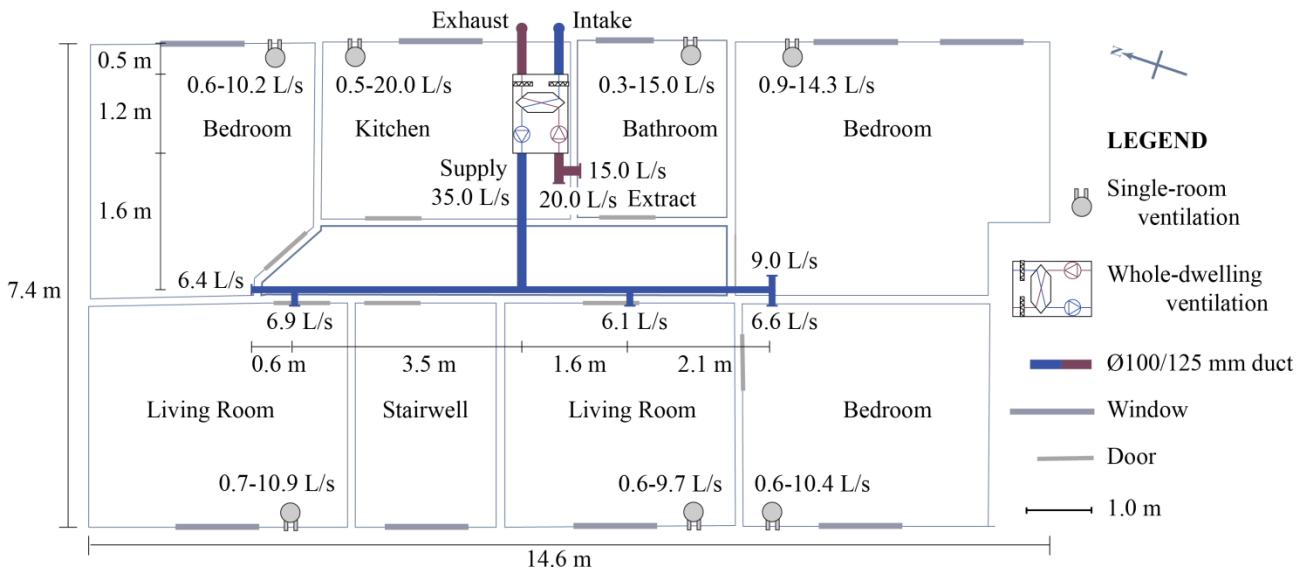 Exhaust
Intake
0.5 m
0.6-10.2 L/s
0.5-20.0 L/s
0.3-15.0 L/s
0.9-14.3 L/s
N
1.2 m
Bedroom
Kitchen
Bathroom
Bedroom
LEGEND
Supply
35.0 L/s
15.0 L/s
20.0 L/s
Extract
Single-room
ventilation
1.6 m
7.4 m
6.4 L/s
9.0 L/s
Whole-dwelling
ventilation
6.9 L/s
6.1 L/s
6.6 L/s
0.6 m
3.5 m
1.6 m
2.1 m
Ø100/125 mm duct
Living Room
Stairwell
Living Room
Bedroom
Window
Door
0.7-10.9 L/s
0.6-9.7 L/s
0.6-10.4 L/s
1.0 m
14.6 m